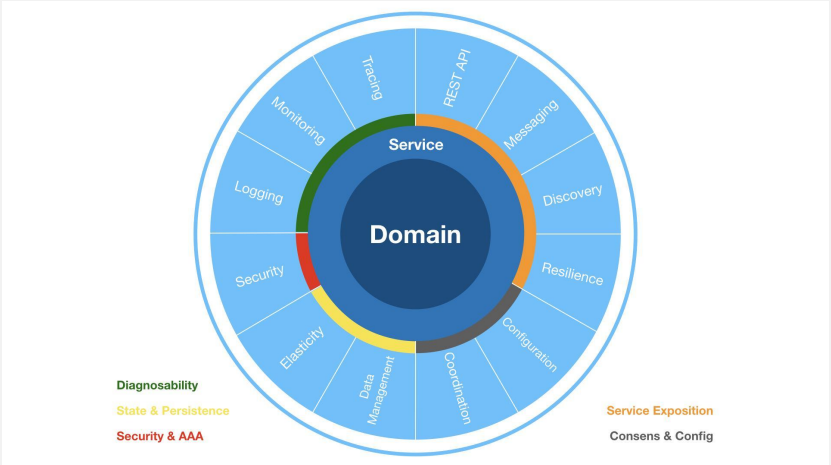 Tracing
REST API
Monitoring
Messaging
Service
Logging
Discovery
Domain
Security
Resilience
Elasticity
Configuration
Data
Management
Coordination
Diagnosability
State & Persistence
Security & AAA
Service Exposition
Consens & Config